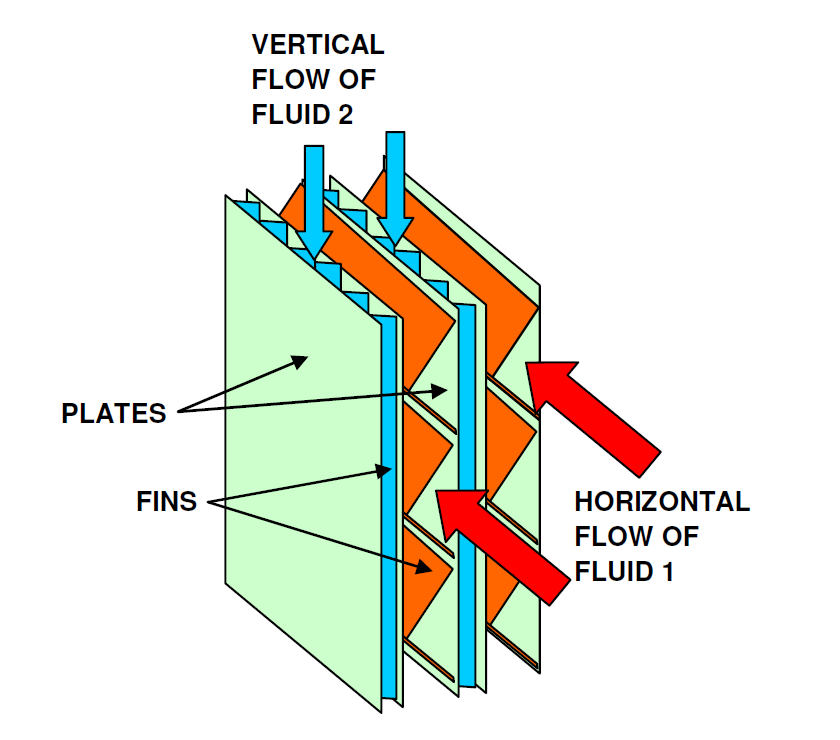 VERTICAL
FLOW OF
FLUID 2
PLATES
FINS
HORIZONTAL
FLOW OF
FLUID 1